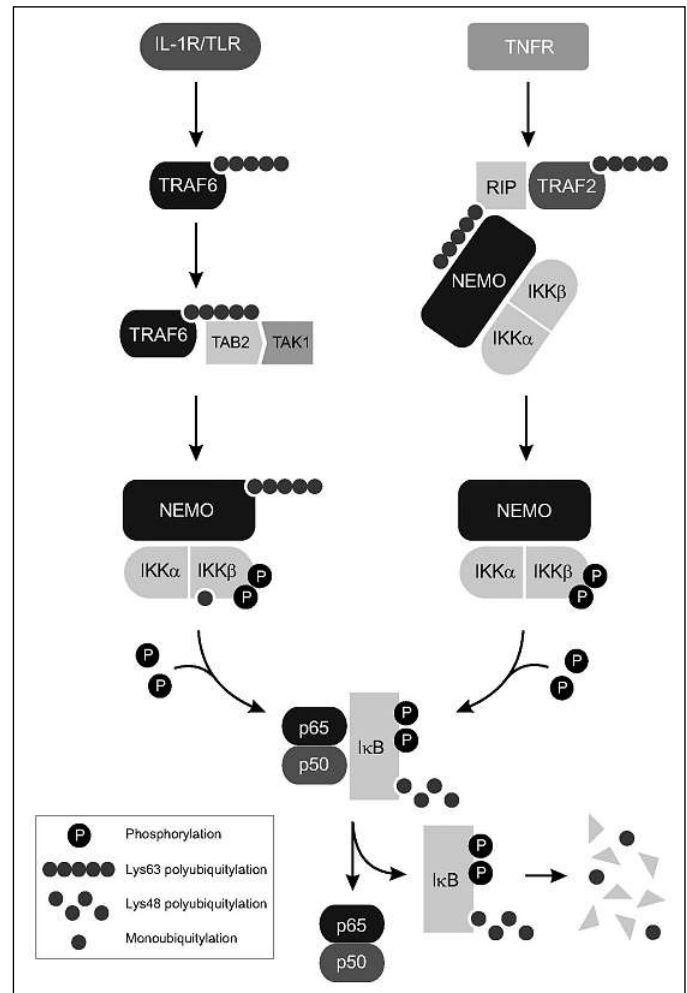 IL-1R/TLR
TNFR
TRAF6
RIP
TRAF2
NEMO
IKKβ
IKKα
TRAF6
TAB2
TAK1
NEMO
IKKα
IKKβ
P
P
NEMO
IKKα
IKKβ
P
P
P
P
P
P
p65
p50
IκB
P
P
P
Phosphorylation
Lys63 polyubiquitylation
Lys48 polyubiquitylation
Monoubiquitylation
IκB
P
P
p65
p50